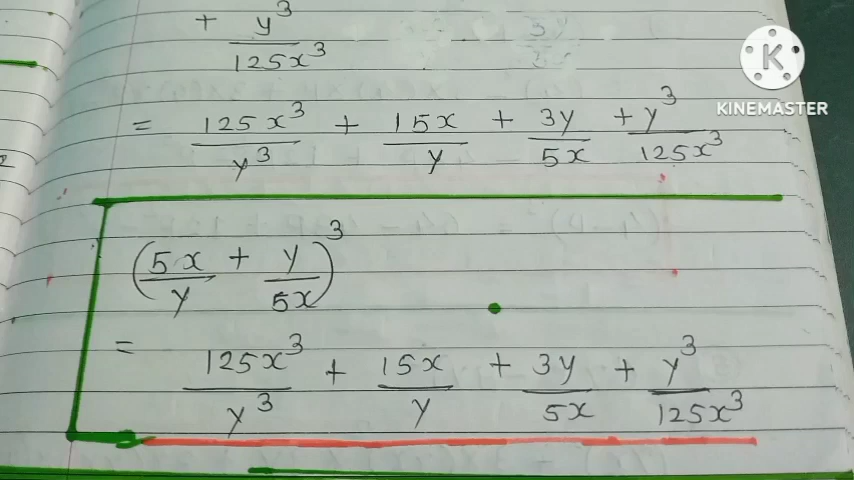 + y³/125x³
KINEMASTER
= 125x³/y³ + 15x/y + 3y/5x + y³/125x³
(5x/y + y/5x)³
= 125x³/y³ + 15x/y + 3y/5x + y³/125x³